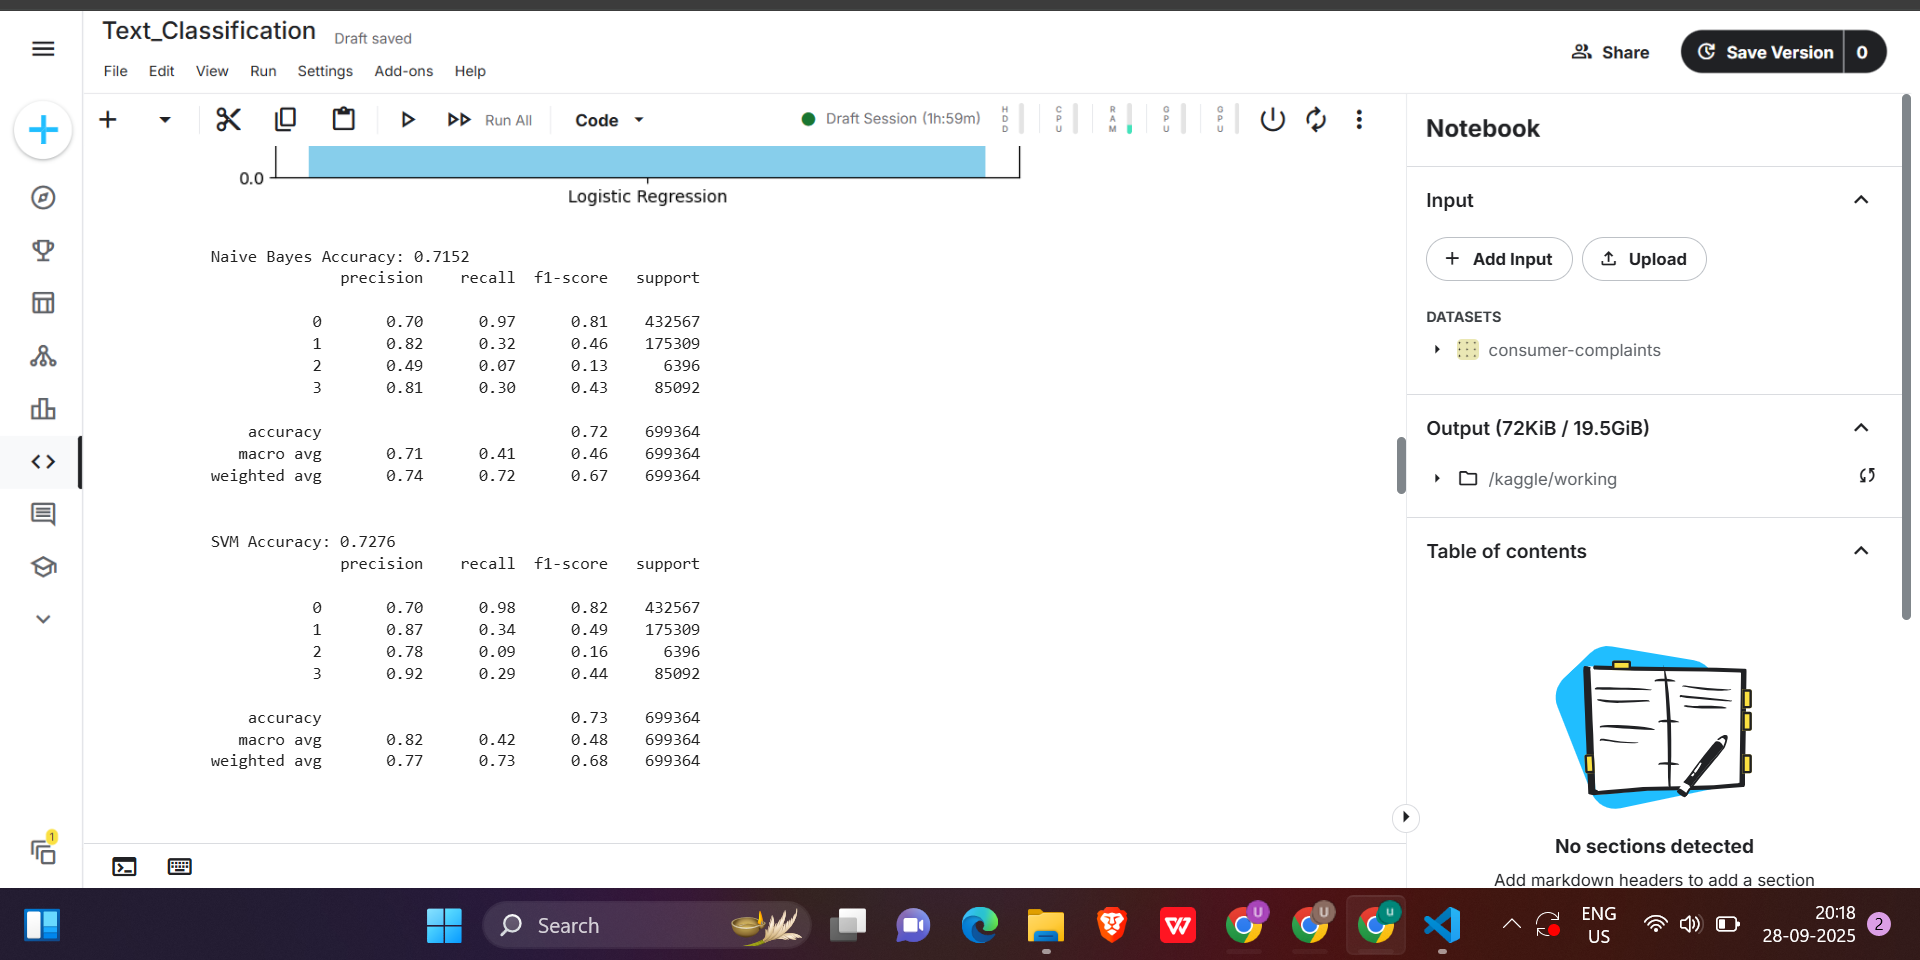 Text_Classification Draft saved
File Edit View Run Settings Add-ons Help
Share
Save Version 0
Run All
Code
Draft Session (1h:59m)
HDD
CPU
RAM
GPU
GPU
0.0
Logistic Regression
Naive Bayes Accuracy: 0.7152
precision recall f1-score support
0 0.70 0.97 0.81 432567
1 0.82 0.32 0.46 175309
2 0.49 0.07 0.13 6396
3 0.81 0.30 0.43 85092
accuracy 0.72 699364
macro avg 0.71 0.41 0.46 699364
weighted avg 0.74 0.72 0.67 699364
SVM Accuracy: 0.7276
precision recall f1-score support
0 0.70 0.98 0.82 432567
1 0.87 0.34 0.49 175309
2 0.78 0.09 0.16 6396
3 0.92 0.29 0.44 85092
accuracy 0.73 699364
macro avg 0.82 0.42 0.48 699364
weighted avg 0.77 0.73 0.68 699364
Notebook
Input
Add Input
Upload
DATASETS
consumer-complaints
Output (72KiB / 19.5GiB)
/kaggle/working
Table of contents
No sections detected
Add markdown headers to add a section
1
Search
U
U
u
ENG
US
20:18
28-09-2025
2